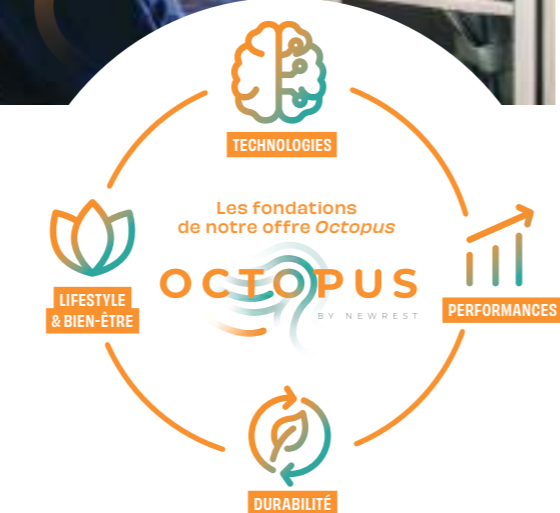 TECHNOLOGIES
Les fondations
de notre offre Octopus
OCTOPUS
BY NEWREST
LIFESTYLE
& BIEN-ÊTRE
PERFORMANCES
DURABILITÉ